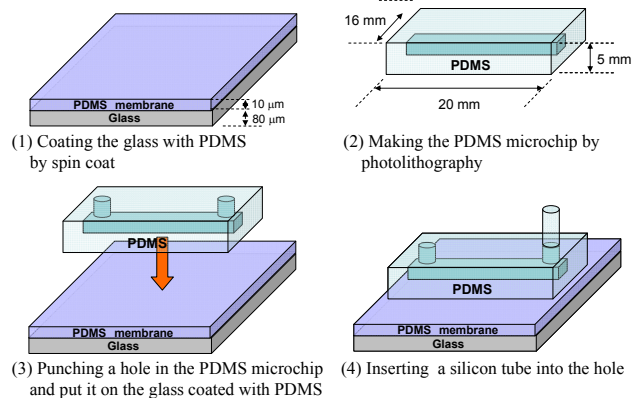 PDMS membrane
Glass
10 μm
80 μm
(1) Coating the glass with PDMS
by spin coat
16 mm
PDMS
5 mm
20 mm
(2) Making the PDMS microchip by
photolithography
PDMS
PDMS membrane
Glass
(3) Punching a hole in the PDMS microchip
and put it on the glass coated with PDMS
PDMS
PDMS membrane
Glass
(4) Inserting a silicon tube into the hole